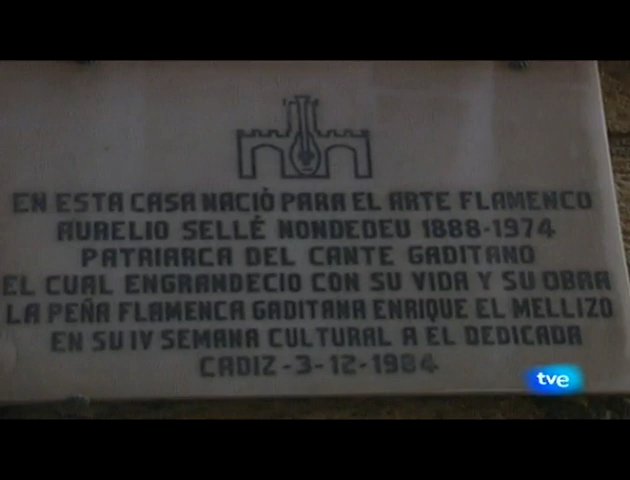 EN ESTA CASA NACIÒ PARA EL ARTE FLAMENCO
AURELIO SELLÉ NONDEDEU 1888-1974
PATRIARCA DEL CANTE GADITANO
EL CUAL ENGRANDECIO CON SU VIDA Y SU OBRA
LA PEÑA FLAMENCA GADITANA ENRIQUE EL MELLIZO
EN SU IV SEMANA CULTURAL A EL DEDICADA
CADIZ-3-12-1984
tve